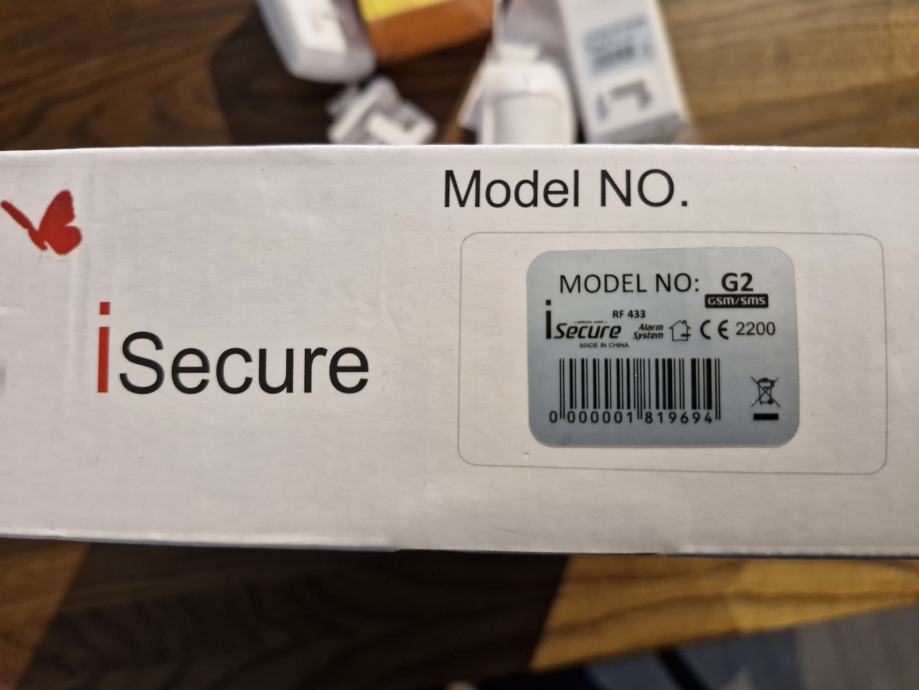 Model NO.
iSecure
MODEL NO: G2
GSM/SMS
RF 433
iSecure Alarm System CE 2200
MADE IN CHINA
0 000001 819694